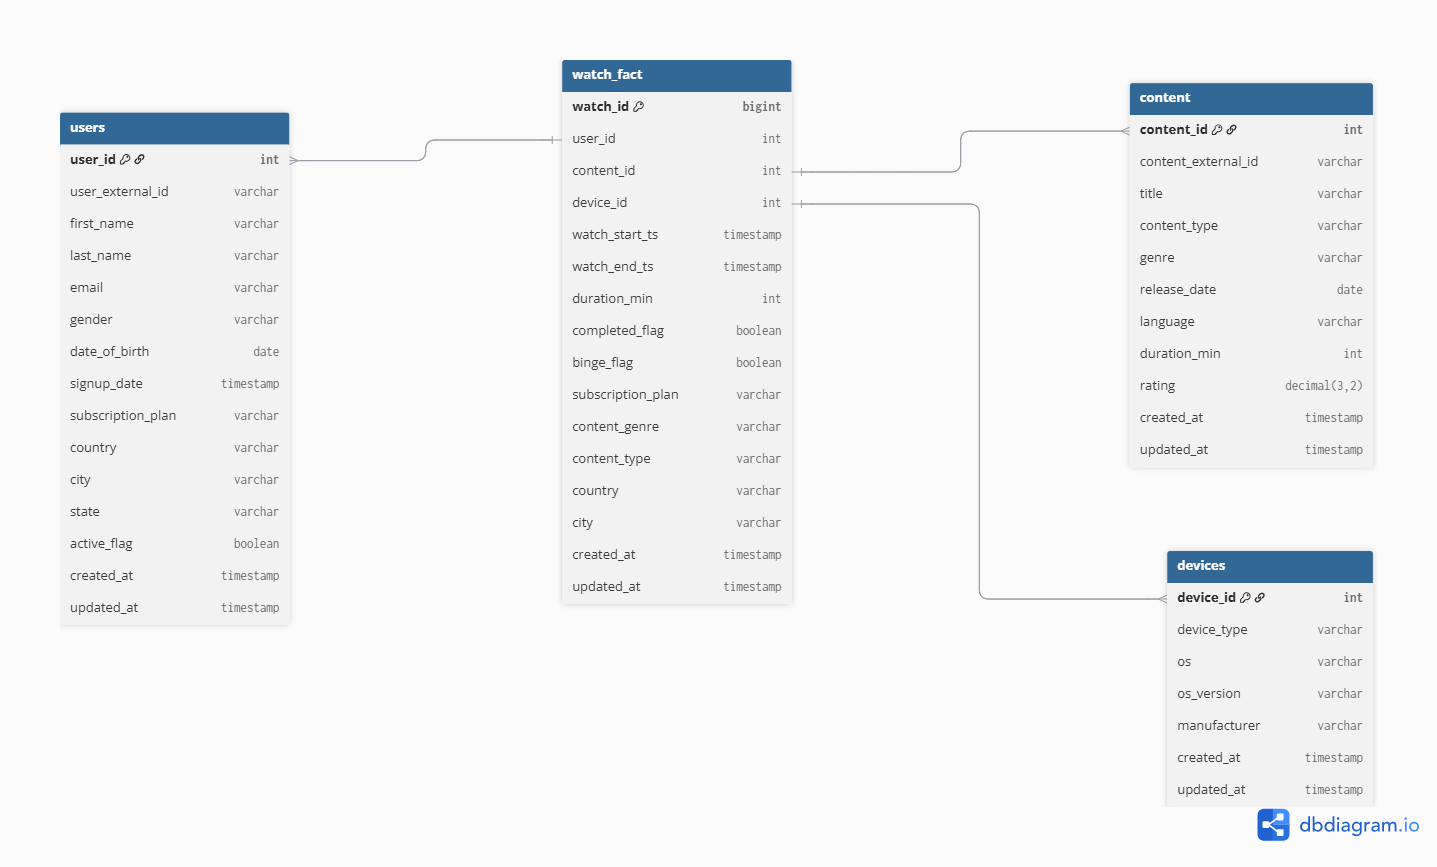 users
user_id int
user_external_id varchar
first_name varchar
last_name varchar
email varchar
gender varchar
date_of_birth date
signup_date timestamp
subscription_plan varchar
country varchar
city varchar
state varchar
active_flag boolean
created_at timestamp
updated_at timestamp
watch_fact
watch_id bigint
user_id int
content_id int
device_id int
watch_start_ts timestamp
watch_end_ts timestamp
duration_min int
completed_flag boolean
binge_flag boolean
subscription_plan varchar
content_genre varchar
content_type varchar
country varchar
city varchar
created_at timestamp
updated_at timestamp
content
content_id int
content_external_id varchar
title varchar
content_type varchar
genre varchar
release_date date
language varchar
duration_min int
rating decimal(3,2)
created_at timestamp
updated_at timestamp
devices
device_id int
device_type varchar
os varchar
os_version varchar
manufacturer varchar
created_at timestamp
updated_at timestamp
dbdiagram.io